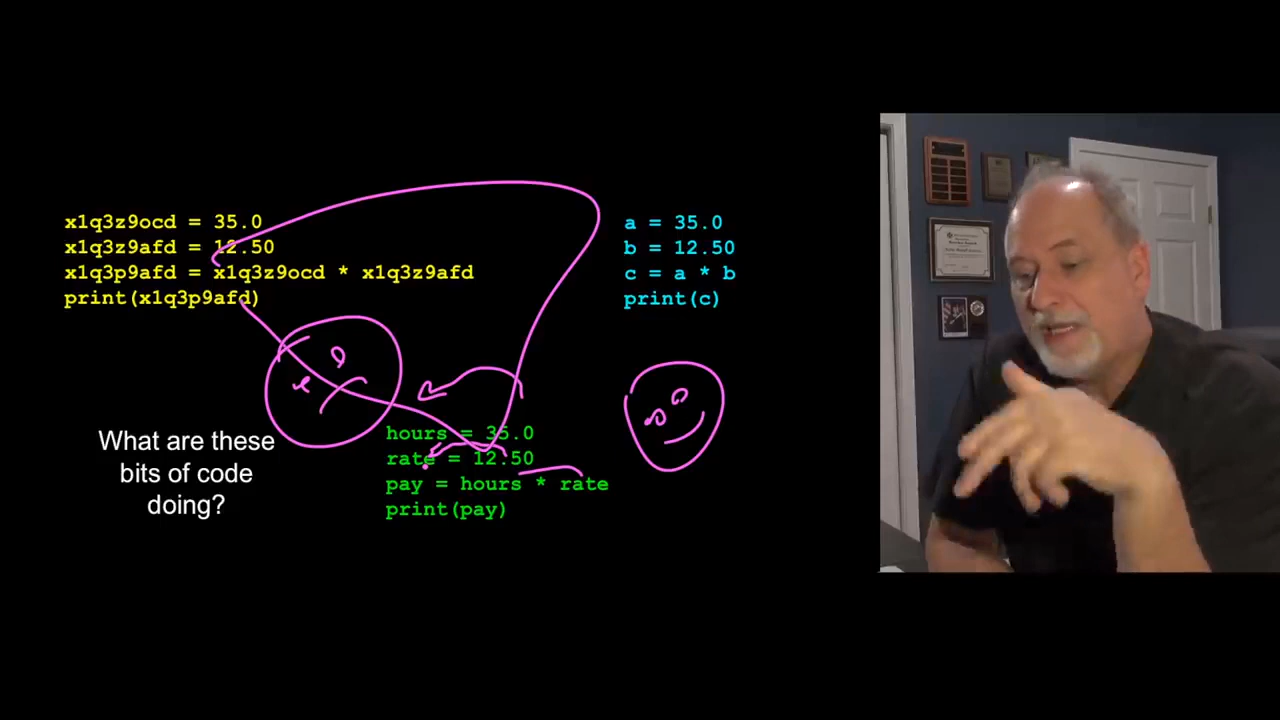 x1q3z9ocd = 35.0
x1q3z9afd = 12.50
x1q3p9afd = x1q3z9ocd * x1q3z9afd
print(x1q3p9afd)
a = 35.0
b = 12.50
c = a * b
print(c)
What are these
bits of code
doing?
hours = 35.0
rate = 12.50
pay = hours * rate
print(pay)